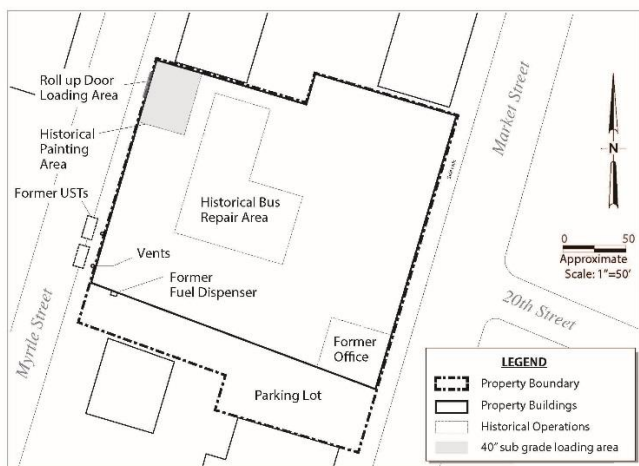 Roll up Door
Loading Area
Historical
Painting
Area
Former USTs
Vents
Former
Fuel Dispenser
Historical Bus
Repair Area
Former
Office
Parking Lot
Myrtle Street
Market Street
20th Street
N
0 50
Approximate
Scale: 1"=50'
LEGEND
Property Boundary
Property Buildings
Historical Operations
40" sub grade loading area